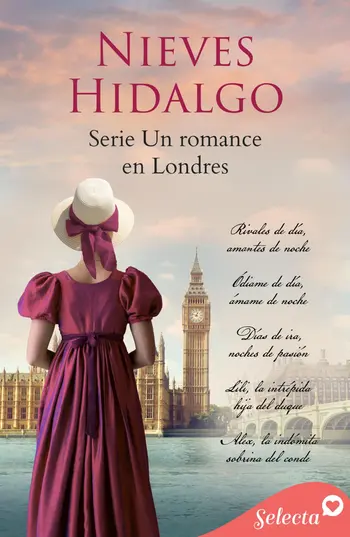 NIEVES
HIDALGO
Serie Un romance
en Londres
Rivales de día,
amantes de noche
Ódiame de día,
ámame de noche
Días de ira,
noches de pasión
Lili, la intrépida
hija del duque
Alex, la indómita
sobrina del conde
Selecta